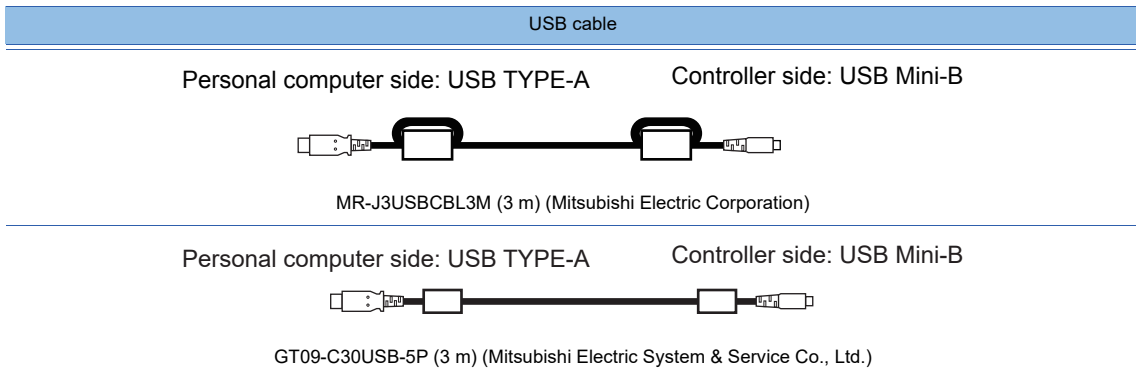 USB cable
Personal computer side: USB TYPE-A Controller side: USB Mini-B
MR-J3USBCBL3M (3 m) (Mitsubishi Electric Corporation)
Personal computer side: USB TYPE-A Controller side: USB Mini-B
GT09-C30USB-5P (3 m) (Mitsubishi Electric System & Service Co., Ltd.)